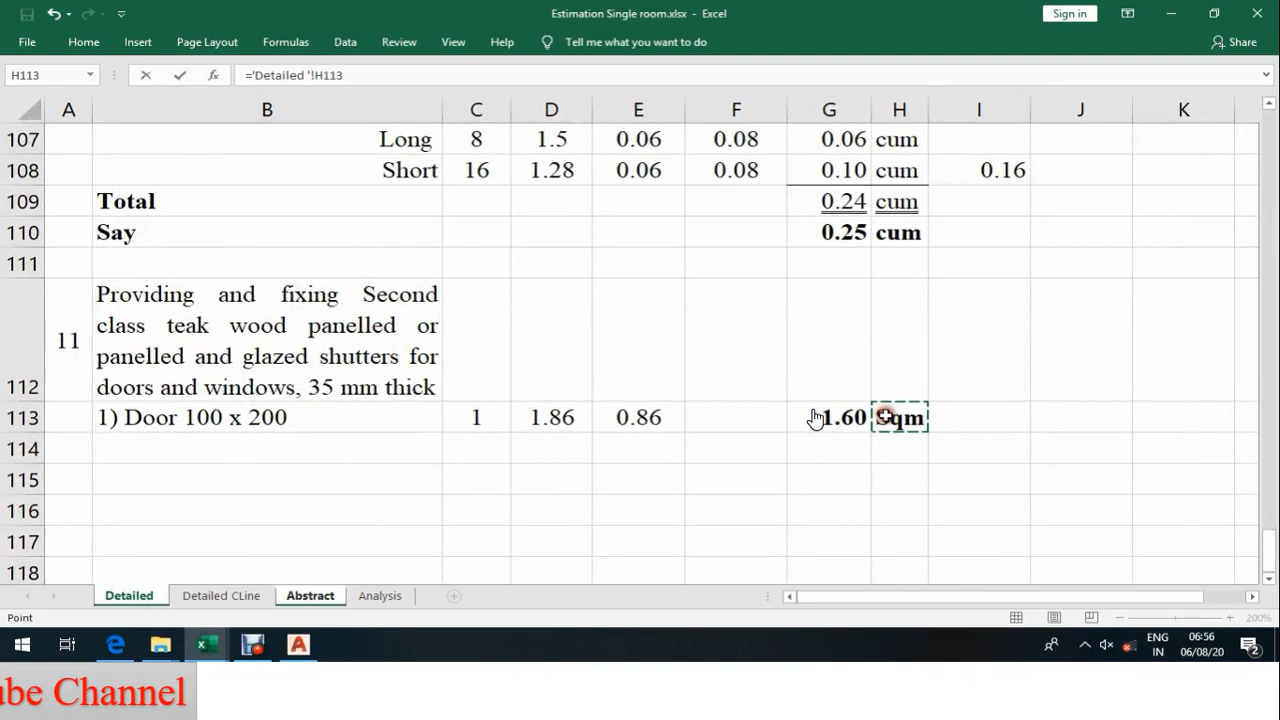 Estimation Single room.xlsx - Excel
Sign in
File Home Insert Page Layout Formulas Data Review View Help Tell me what you want to do Share
H113 fx ='Detailed '!H113
A B C D E F G H I J K
107 Long 8 1.5 0.06 0.08 0.06 cum
108 Short 16 1.28 0.06 0.08 0.10 cum 0.16
109 Total 0.24 cum
110 Say 0.25 cum
111
Providing and fixing Second
class teak wood panelled or
11 panelled and glazed shutters for
112 doors and windows, 35 mm thick
113 1) Door 100 x 200 1 1.86 0.86 1.60 Sqm
114
115
116
117
118
Detailed Detailed CLine Abstract Analysis
Point 200%
ENG 06:56
IN 06/08/20 2
ube Channel